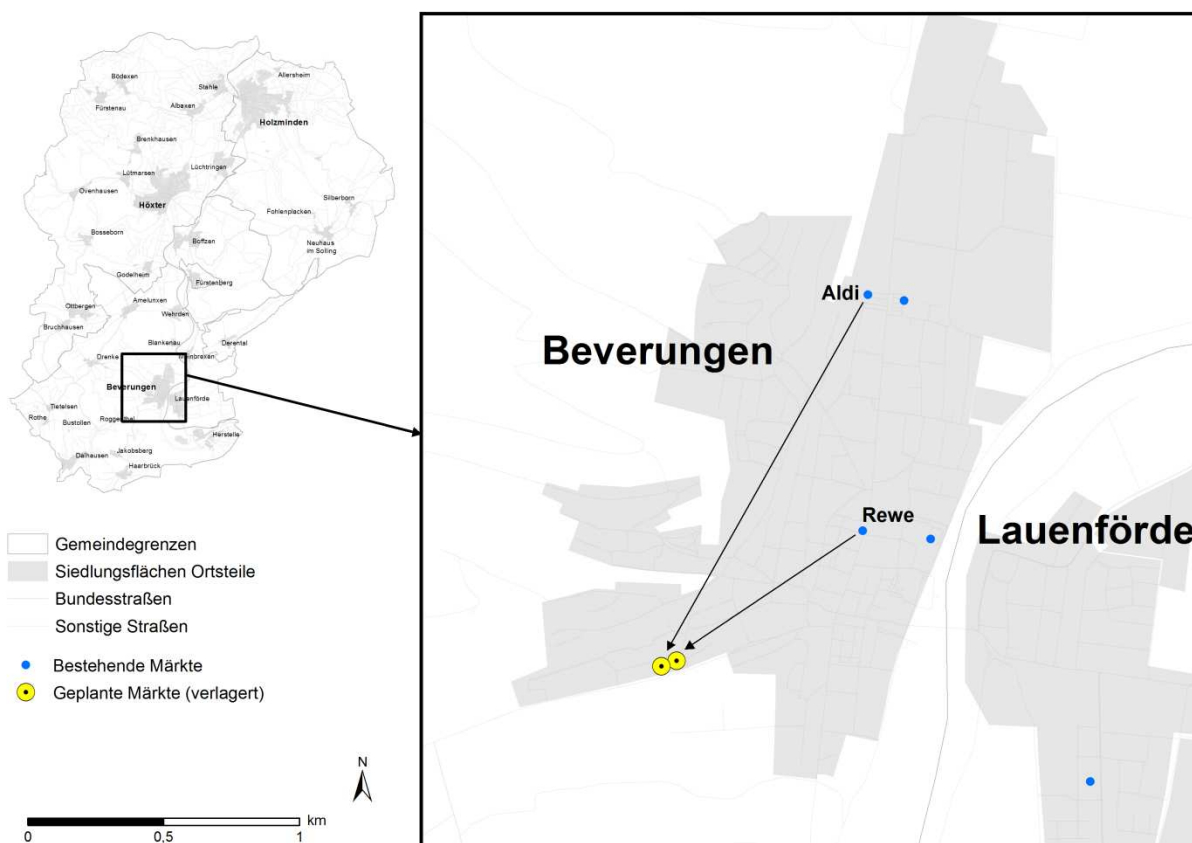 Bödexen
Fürstenau
Stahle
Albaxen
Allersheim
Holzminden
Brenkhausen
Lütmarsen
Lüchtringen
Ovenhausen
Höxter
Silberborn
Fohlenplacken
Bosseborn
Boffzen
Neuhaus
im Solling
Godelheim
Fürstenberg
Ottbergen
Amelunxen
Bruchhausen
Wehrden
Blankenau
Derental
Drenke
Meinbrexen
Beverungen
Lauenförde
Tietelsen
Rothe
Bustollen
Roggenthal
Herstelle
Jakobsberg
Dalhausen
Haarbrück
Gemeindegrenzen
Siedlungsflächen Ortsteile
Bundesstraßen
Sonstige Straßen
Bestehende Märkte
Geplante Märkte (verlagert)
N
km
0 0,5 1
Aldi
Beverungen
Rewe
Lauenförde